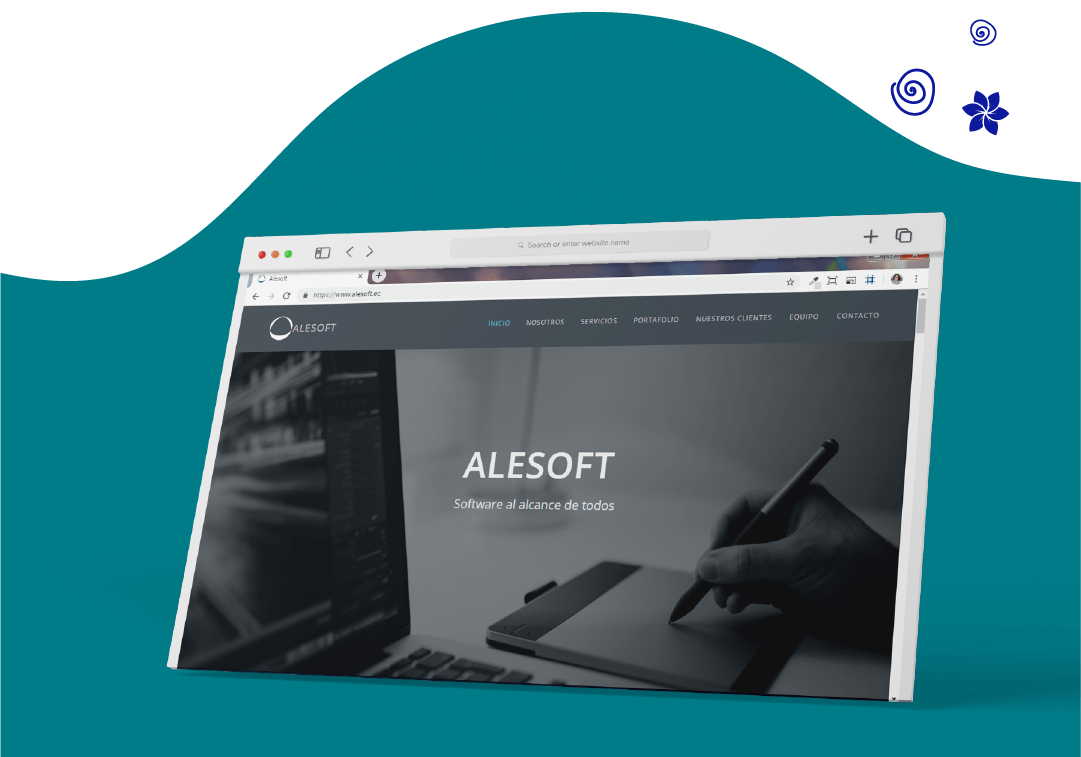 Search or enter website name
Alesoft
https://www.alesoft.ec
ALESOFT
INICIO NOSOTROS SERVICIOS PORTAFOLIO NUESTROS CLIENTES EQUIPO CONTACTO
ALESOFT
Software al alcance de todos